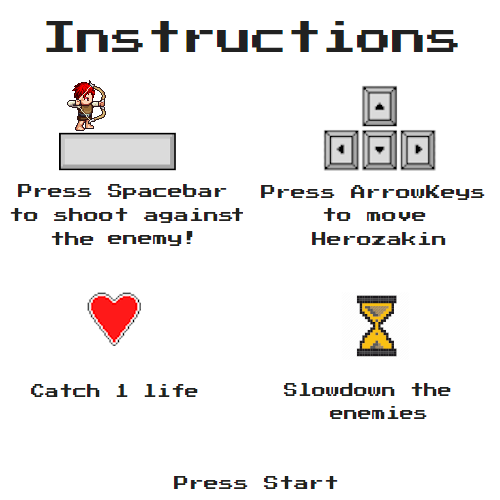 Instructions
Press Spacebar
to shoot against
the enemy!
Press ArrowKeys
to move
Herozakin
Catch 1 life
Slowdown the
enemies
Press Start